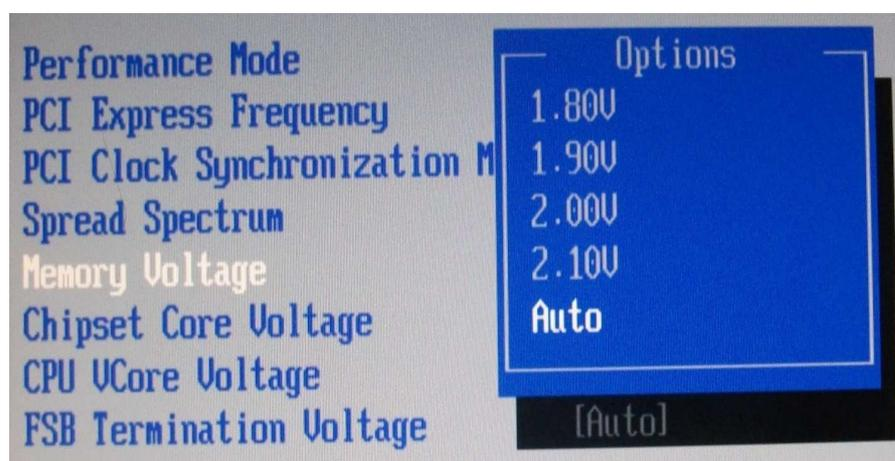 Performance Mode
PCI Express Frequency
PCI Clock Synchronization M
Spread Spectrum
Memory Voltage
Chipset Core Voltage
CPU VCore Voltage
FSB Termination Voltage
Options
1.80V
1.90V
2.00V
2.10V
Auto
[Auto]